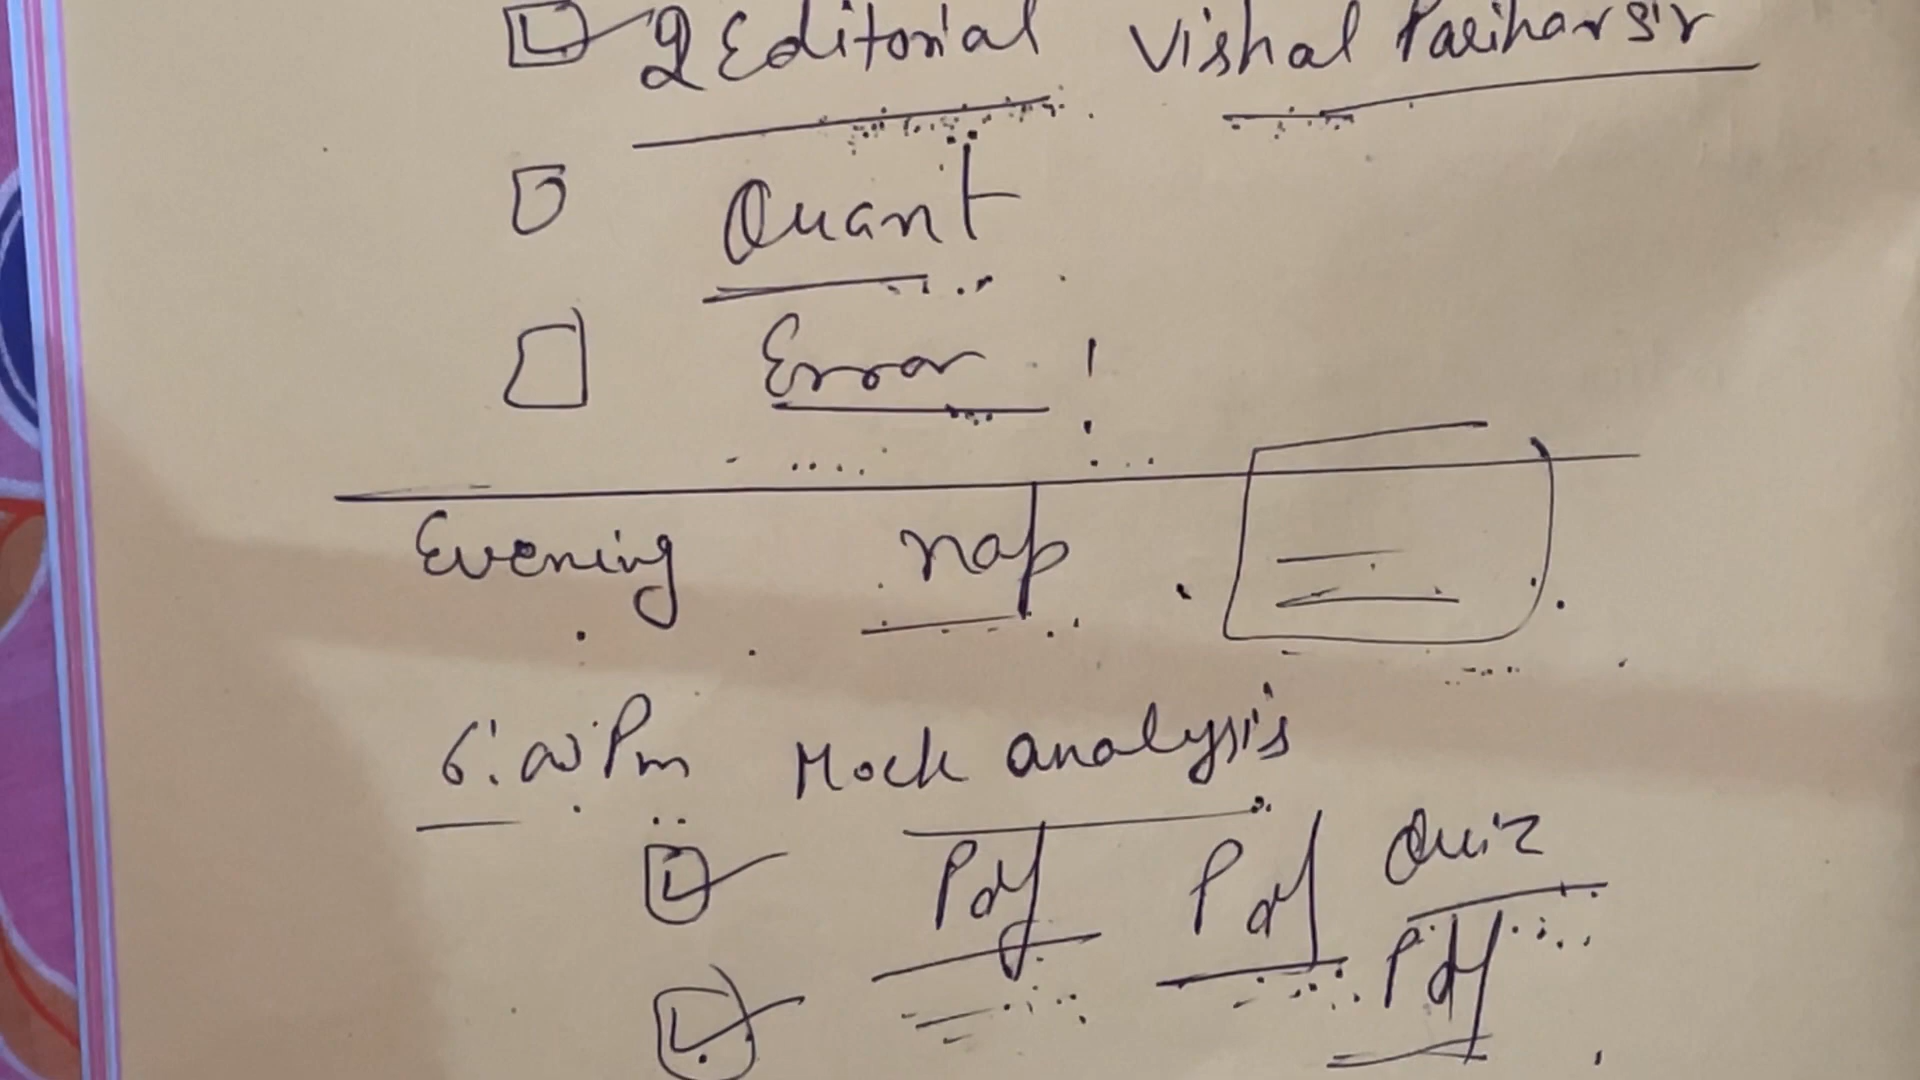 2 Editorial Vishal Parihar sir
Quant
Error !
Evening nap
6:00 Pm Mock analysis
Pdf Pdf Quiz
Pdf